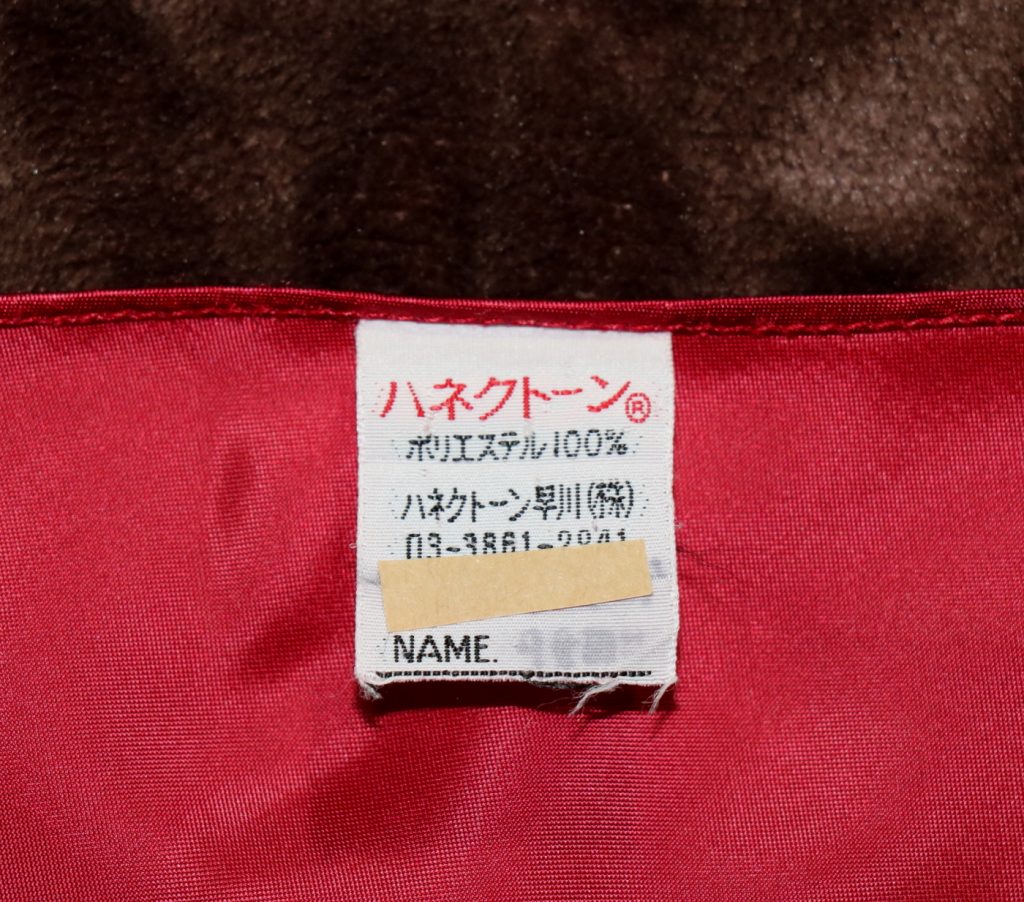 ハネクトーン®
ポリエステル100%
ハネクトーン早川(株)
03-3861-2841
NAME.